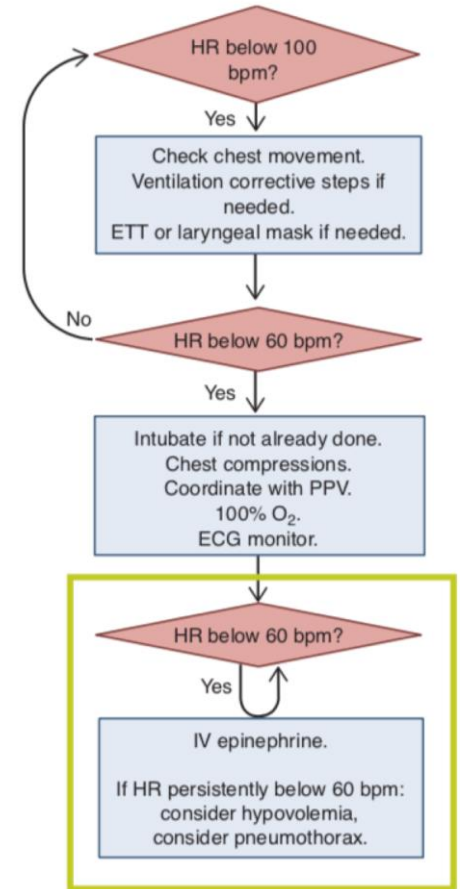 HR below 100
bpm?
Yes
Check chest movement.
Ventilation corrective steps if
needed.
ETT or laryngeal mask if needed.
No
HR below 60 bpm?
Yes
Intubate if not already done.
Chest compressions.
Coordinate with PPV.
100% O₂.
ECG monitor.
HR below 60 bpm?
Yes
IV epinephrine.
If HR persistently below 60 bpm:
consider hypovolemia,
consider pneumothorax.